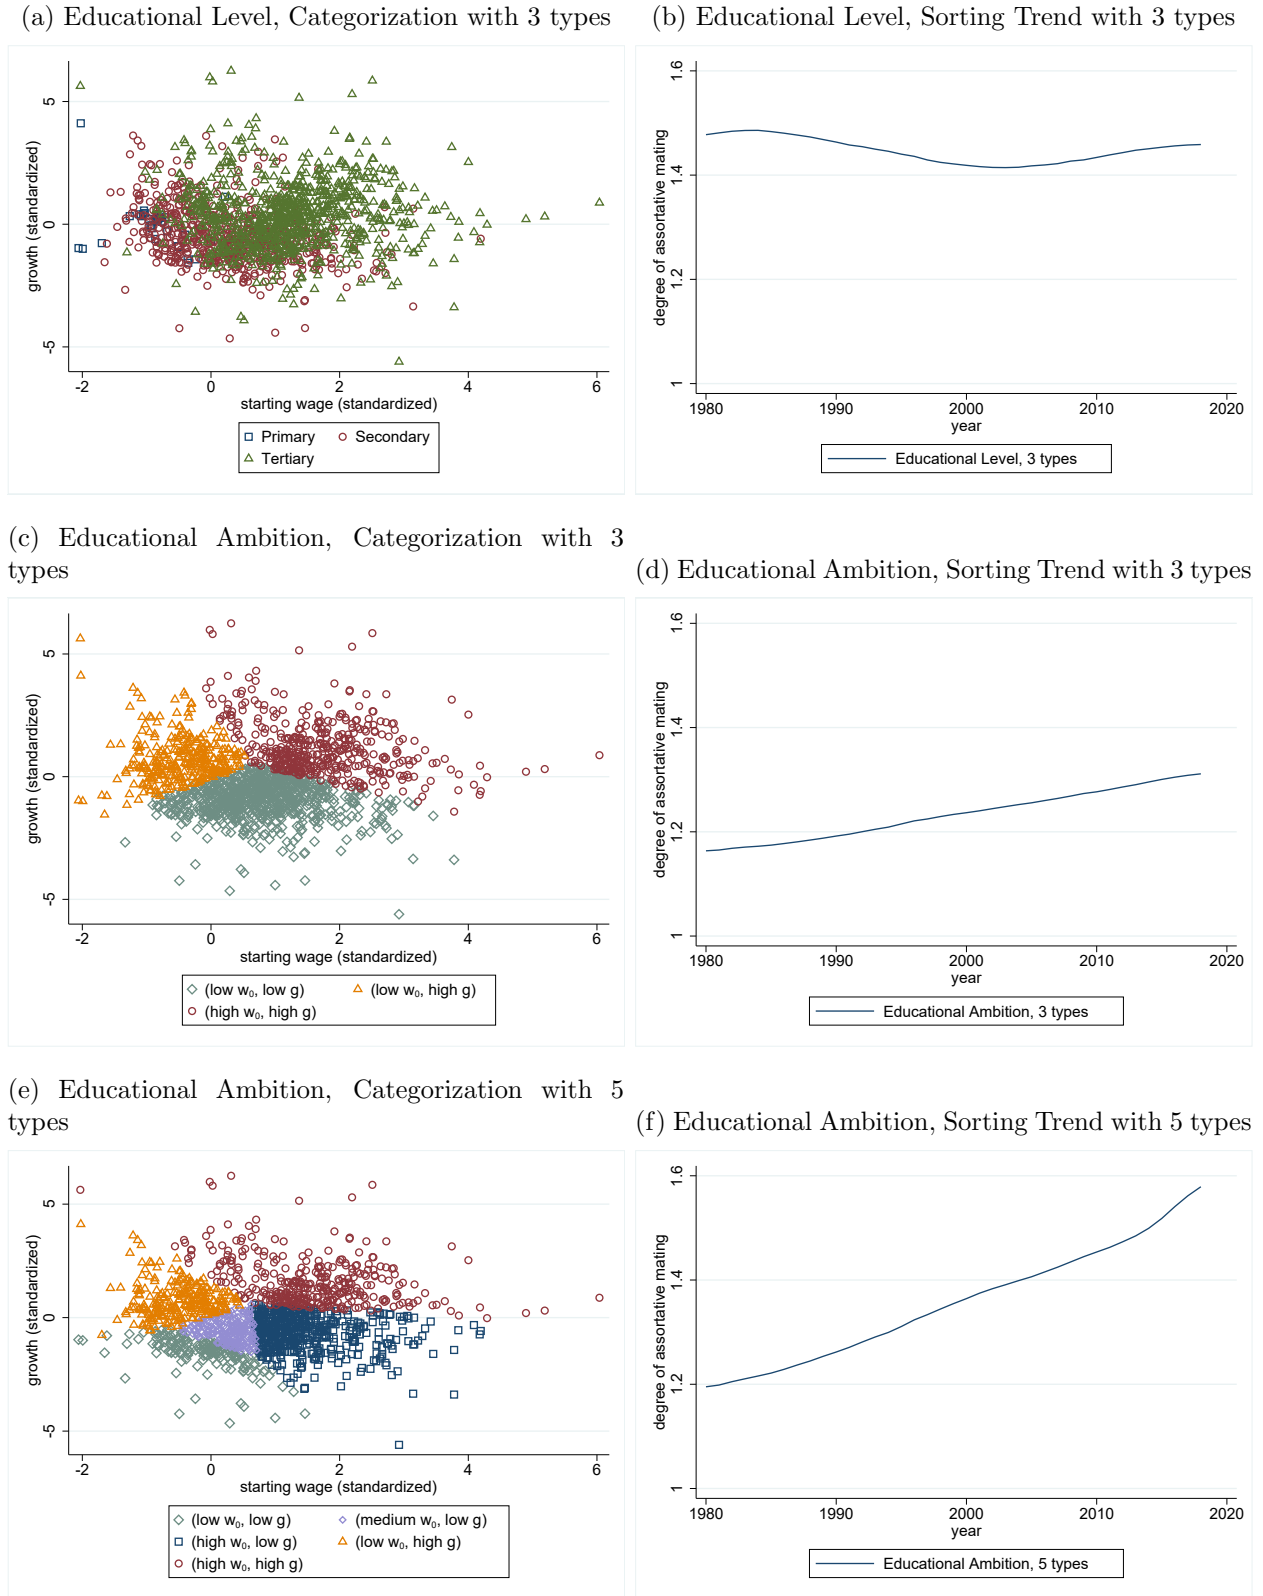 (a) Educational Level, Categorization with 3 types
5
0
-5
growth (standardized)
-2 0 2 4 6
starting wage (standardized)
Primary Secondary
Tertiary
(b) Educational Level, Sorting Trend with 3 types
1.6
1.4
1.2
1
degree of assortative mating
1980 1990 2000 2010 2020
year
Educational Level, 3 types
(c) Educational Ambition, Categorization with 3
types
5
0
-5
growth (standardized)
-2 0 2 4 6
starting wage (standardized)
(low w₀, low g) (low w₀, high g)
(high w₀, high g)
(d) Educational Ambition, Sorting Trend with 3 types
1.6
1.4
1.2
1
degree of assortative mating
1980 1990 2000 2010 2020
year
Educational Ambition, 3 types
(e) Educational Ambition, Categorization with 5
types
5
0
-5
growth (standardized)
-2 0 2 4 6
starting wage (standardized)
(low w₀, low g) (medium w₀, low g)
(high w₀, low g) (low w₀, high g)
(high w₀, high g)
(f) Educational Ambition, Sorting Trend with 5 types
1.6
1.4
1.2
1
degree of assortative mating
1980 1990 2000 2010 2020
year
Educational Ambition, 5 types